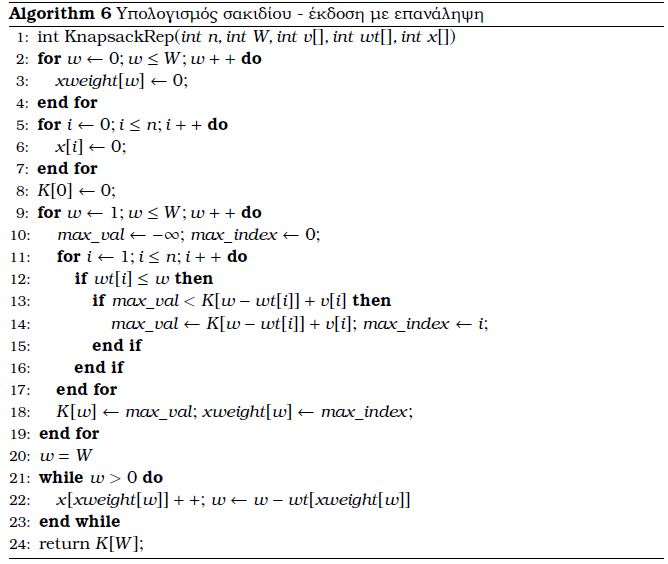 Algorithm 6 Υπολογισμός σακιδίου - έκδοση με επανάληψη
1: int KnapsackRep(int n, int W, int v[], int wt[], int x[])
2: for w ← 0; w ≤ W; w + + do
3: xweight[w] ← 0;
4: end for
5: for i ← 0; i ≤ n; i + + do
6: x[i] ← 0;
7: end for
8: K[0] ← 0;
9: for w ← 1; w ≤ W; w + + do
10: max_val ← −∞; max_index ← 0;
11: for i ← 1; i ≤ n; i + + do
12: if wt[i] ≤ w then
13: if max_val < K[w − wt[i]] + v[i] then
14: max_val ← K[w − wt[i]] + v[i]; max_index ← i;
15: end if
16: end if
17: end for
18: K[w] ← max_val; xweight[w] ← max_index;
19: end for
20: w = W
21: while w > 0 do
22: x[xweight[w]] + +; w ← w − wt[xweight[w]]
23: end while
24: return K[W];